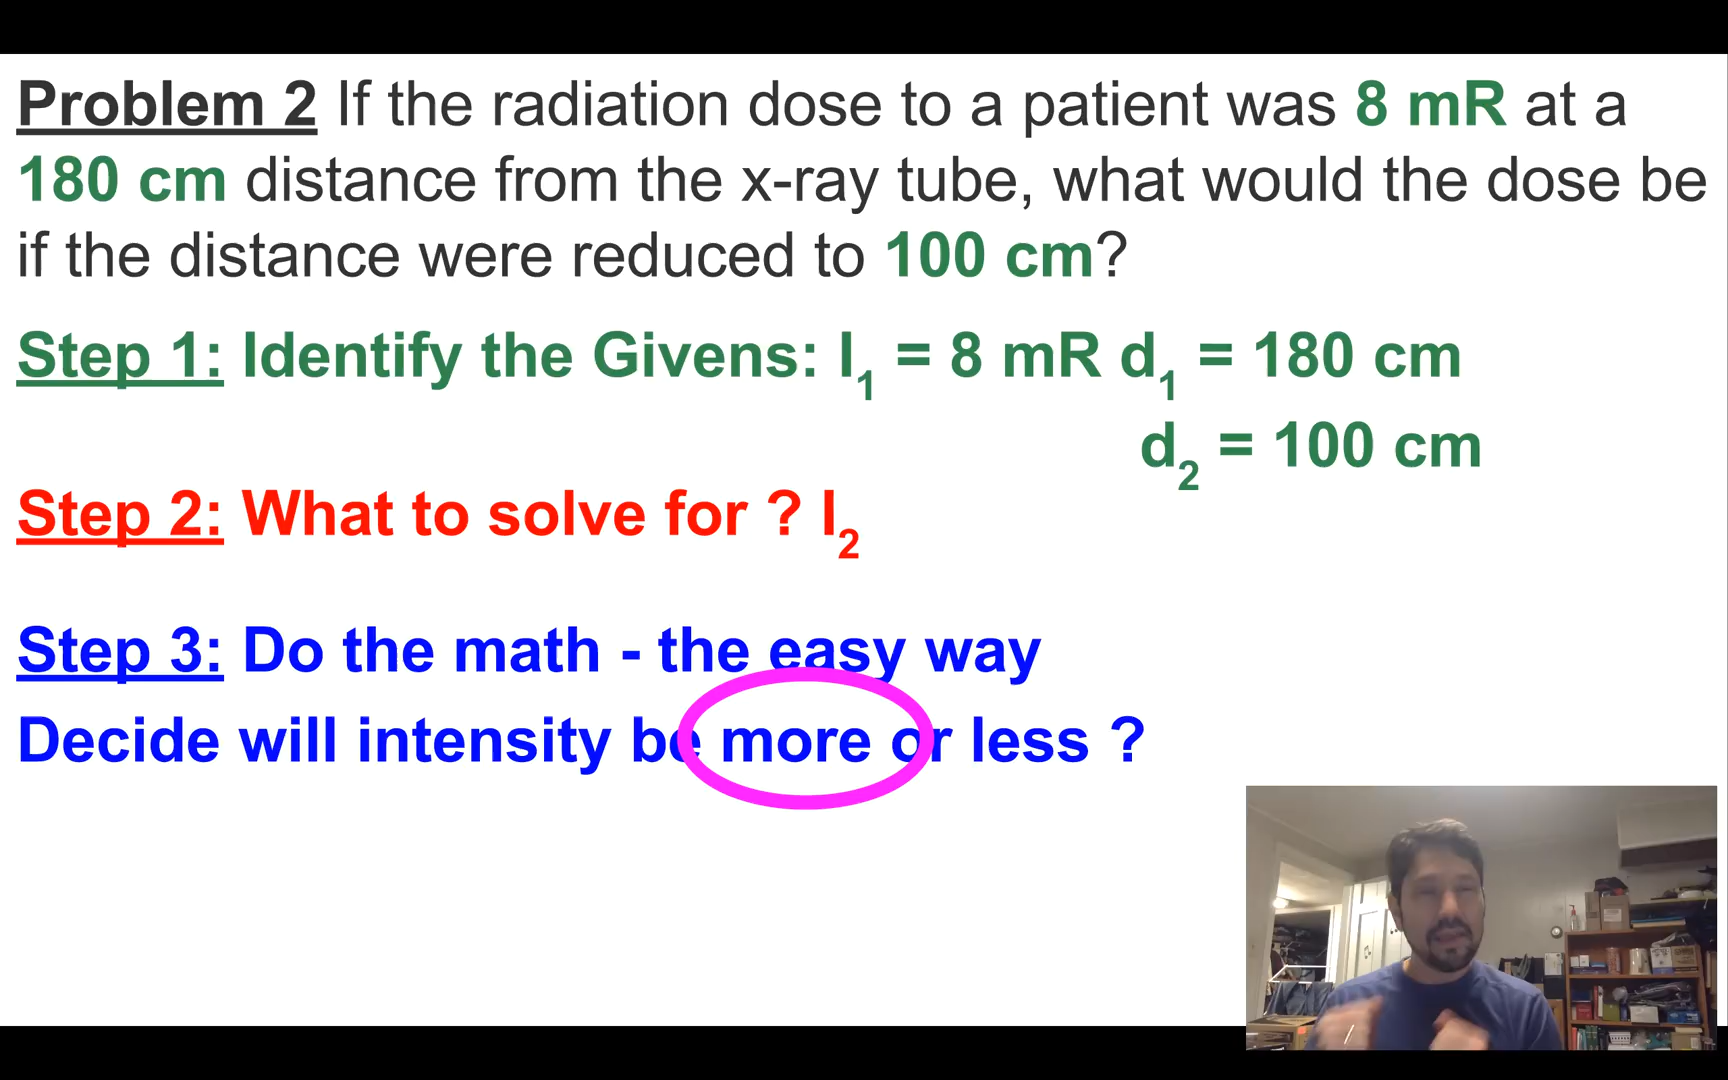 Problem 2 If the radiation dose to a patient was 8 mR at a
180 cm distance from the x-ray tube, what would the dose be
if the distance were reduced to 100 cm?
Step 1: Identify the Givens: I₁ = 8 mR d₁ = 180 cm
d₂ = 100 cm
Step 2: What to solve for ? I₂
Step 3: Do the math - the easy way
Decide will intensity be more or less ?